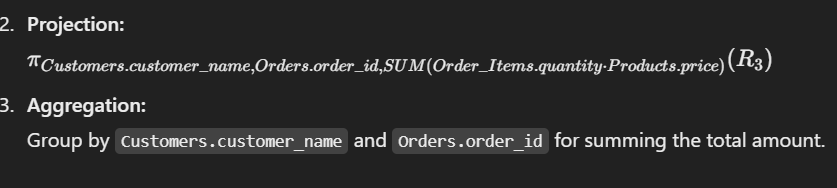 2. Projection:
πCustomers.customer_name,Orders.order_id,SUM(Order_Items.quantity·Products.price)(R3)
3. Aggregation:
Group by Customers.customer_name and Orders.order_id for summing the total amount.